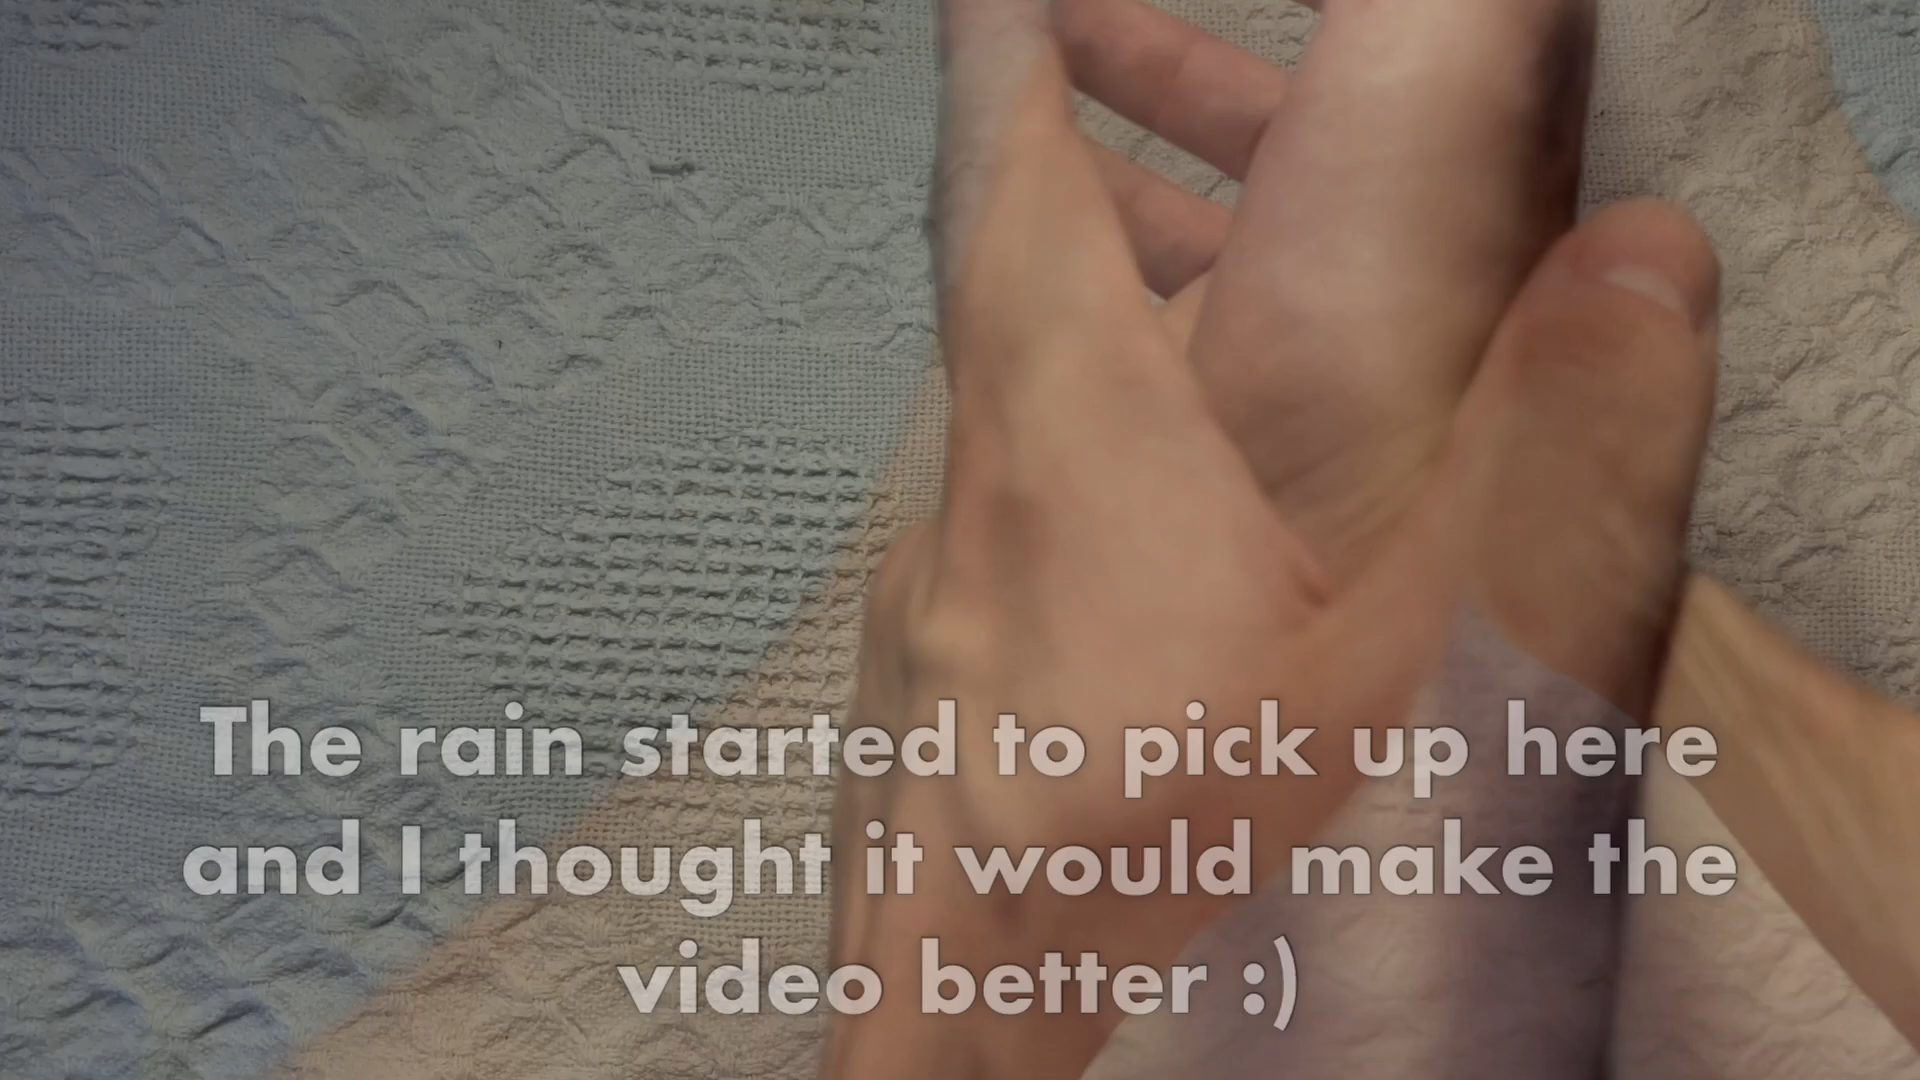 The rain started to pick up here
and I thought it would make the
video better :)